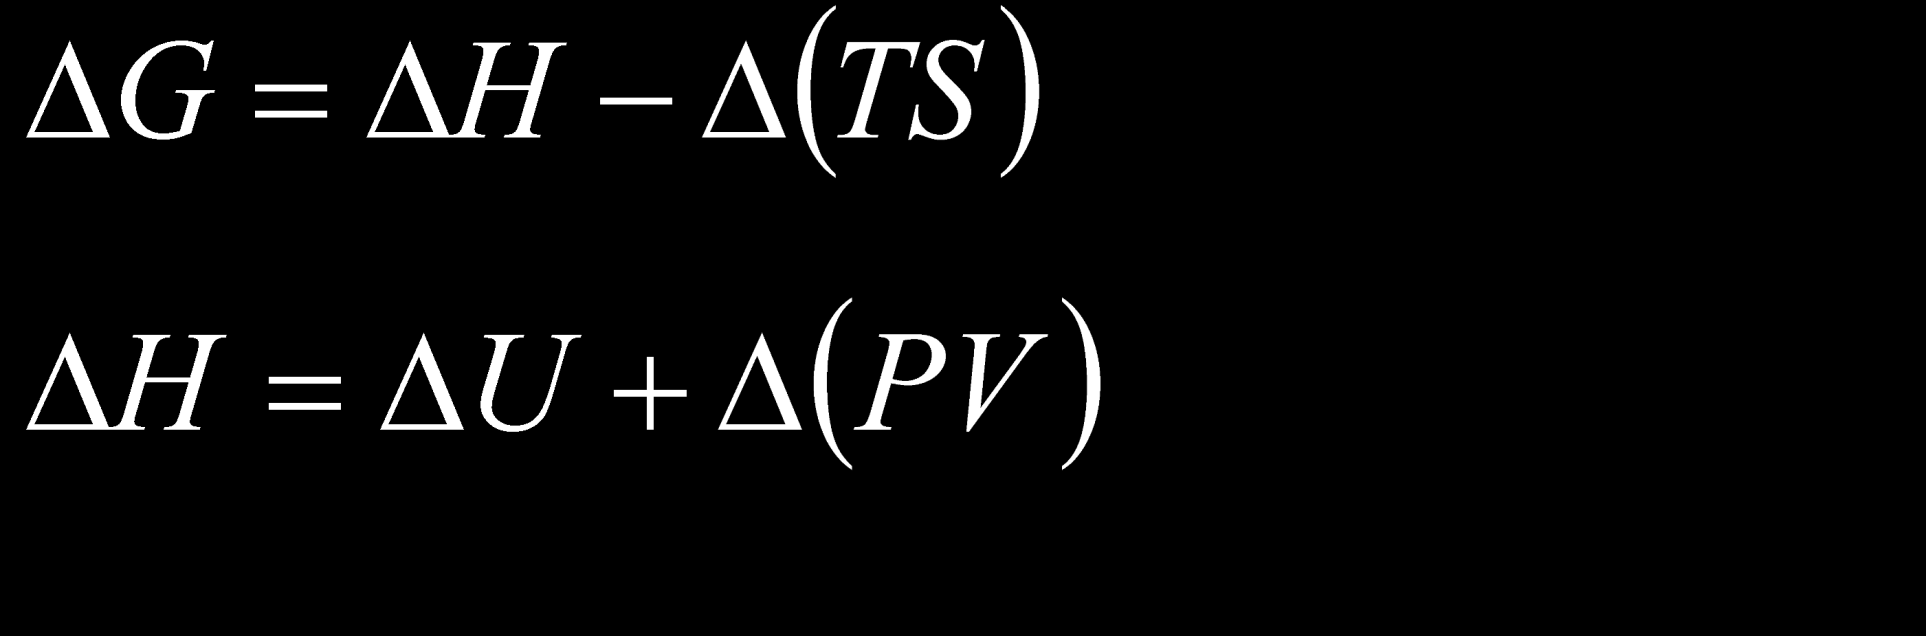 ΔG = ΔH − Δ(TS)
ΔH = ΔU + Δ(PV)